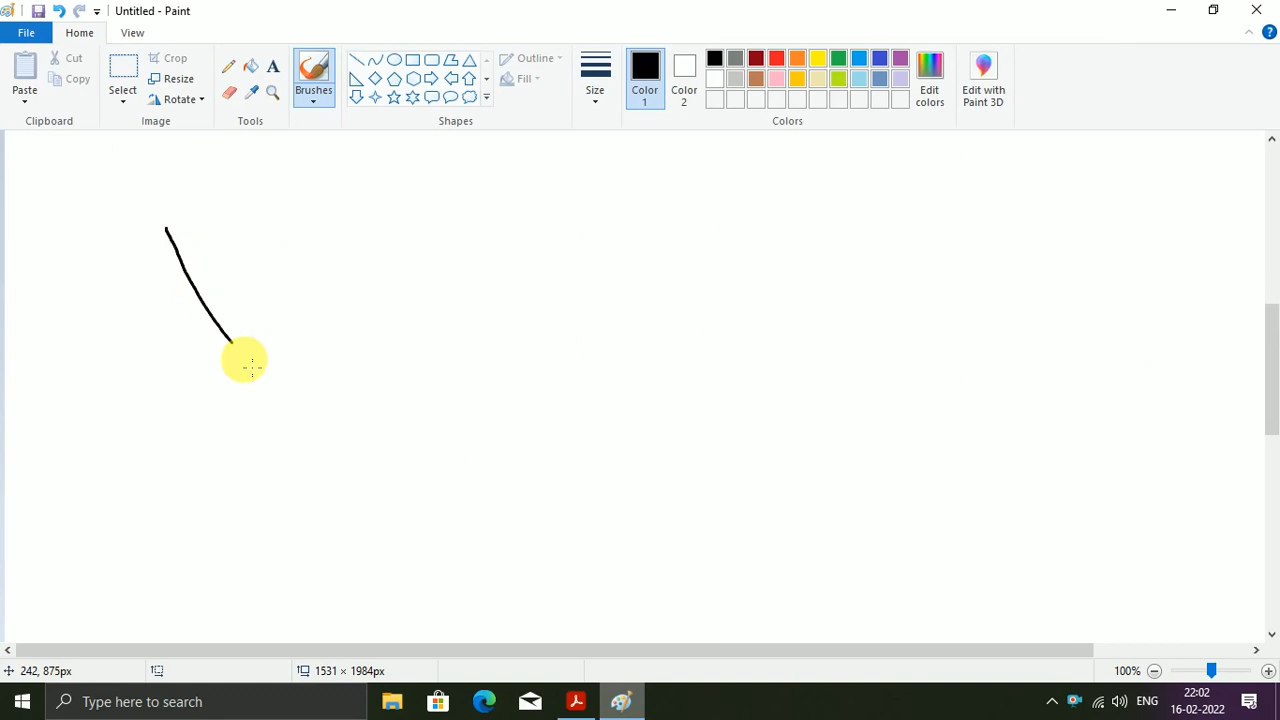 Untitled - Paint
File Home View
Paste Cut Copy Select Crop Resize Rotate A Brushes Outline Fill Size Color 1 Color 2 Edit colors Edit with Paint 3D
Clipboard Image Tools Shapes Colors
242, 875px 1531 × 1984px 100%
Type here to search ENG 22:02
16-02-2022